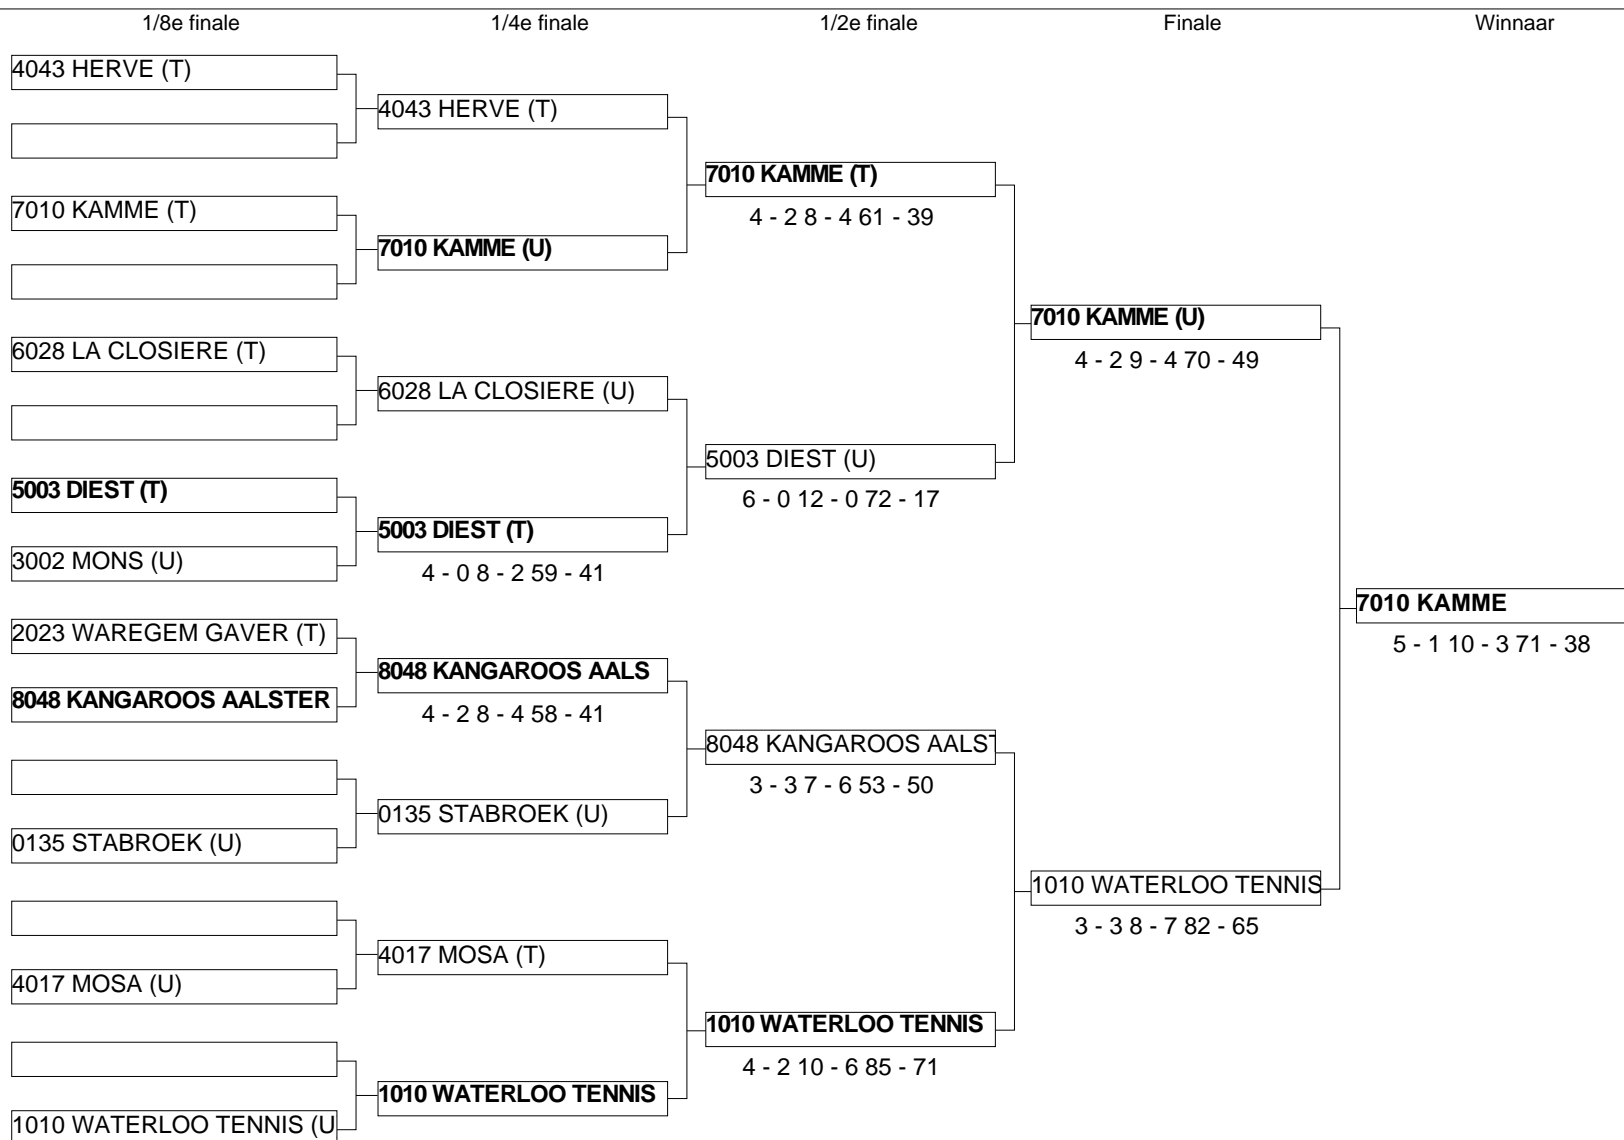 1/8e finale
1/4e finale
1/2e finale
Finale
Winnaar
4043 HERVE (T)
7010 KAMME (T)
6028 LA CLOSIERE (T)
5003 DIEST (T)
3002 MONS (U)
2023 WAREGEM GAVER (T)
8048 KANGAROOS AALSTER
0135 STABROEK (U)
4017 MOSA (U)
1010 WATERLOO TENNIS (U
4043 HERVE (T)
7010 KAMME (U)
6028 LA CLOSIERE (U)
5003 DIEST (T)
4 - 0 8 - 2 59 - 41
8048 KANGAROOS AALS
4 - 2 8 - 4 58 - 41
0135 STABROEK (U)
4017 MOSA (T)
1010 WATERLOO TENNIS
7010 KAMME (T)
4 - 2 8 - 4 61 - 39
5003 DIEST (U)
6 - 0 12 - 0 72 - 17
8048 KANGAROOS AALST
3 - 3 7 - 6 53 - 50
1010 WATERLOO TENNIS
4 - 2 10 - 6 85 - 71
7010 KAMME (U)
4 - 2 9 - 4 70 - 49
1010 WATERLOO TENNIS
3 - 3 8 - 7 82 - 65
7010 KAMME
5 - 1 10 - 3 71 - 38